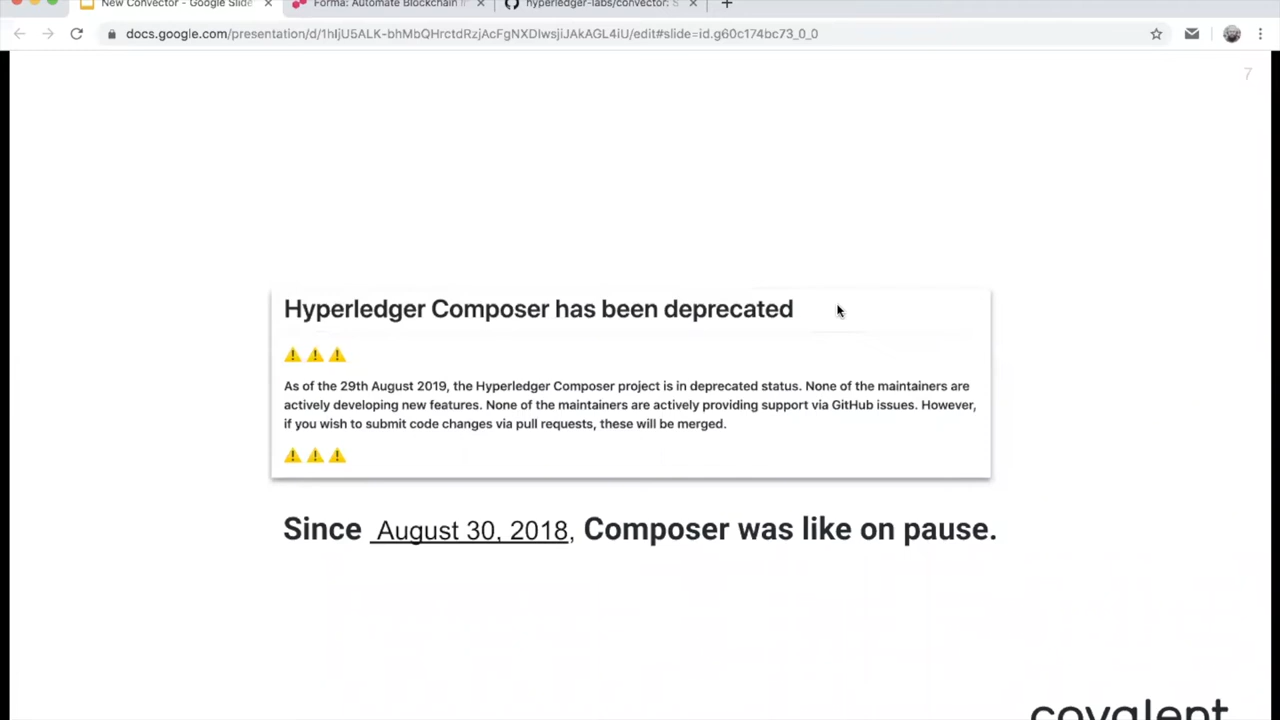 New Convector - Google Slide
Forma: Automate Blockchain
hyperledger-labs/convector: S
docs.google.com/presentation/d/1hIjU5ALK-bhMbQHrctdRzjAcFgNXDIwsjiJAkAGL4iU/edit#slide=id.g60c174bc73_0_0
7
Hyperledger Composer has been deprecated
As of the 29th August 2019, the Hyperledger Composer project is in deprecated status. None of the maintainers are
actively developing new features. None of the maintainers are actively providing support via GitHub issues. However,
if you wish to submit code changes via pull requests, these will be merged.
Since August 30, 2018, Composer was like on pause.
covalent